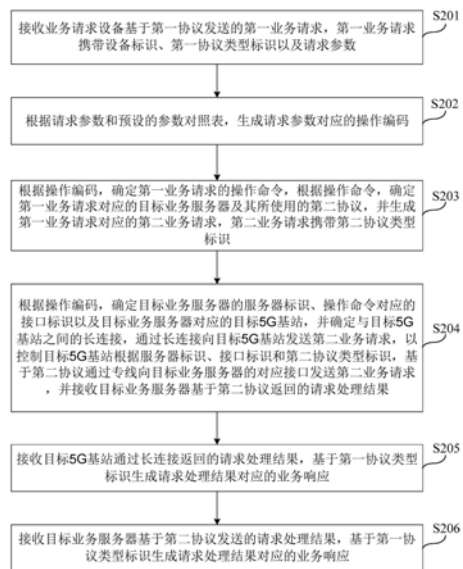 接收业务请求设备基于第一协议发送的第一业务请求，第一业务请求
携带设备标识、第一协议类型标识以及请求参数
S201
根据请求参数和预设的参数对照表，生成请求参数对应的操作编码
S202
根据操作编码，确定第一业务请求的操作命令，根据操作命令，确定
第一业务请求对应的目标业务服务器及其所使用的第二协议，并生成
第一业务请求对应的第二业务请求，第二业务请求携带第二协议类型
标识
S203
根据操作编码，确定目标业务服务器的服务器标识、操作命令对应的
接口标识以及目标业务服务器对应的目标5G基站，并确定与目标5G
基站之间的长连接，通过长连接向目标5G基站发送第二业务请求，以
控制目标5G基站根据服务器标识、接口标识和第二协议类型标识，基
于第二协议通过专线向目标业务服务器的对应接口发送第二业务请求
，并接收目标业务服务器基于第二协议返回的请求处理结果
S204
接收目标5G基站通过长连接返回的请求处理结果，基于第一协议类型
标识生成请求处理结果对应的业务响应
S205
接收目标业务服务器基于第二协议发送的请求处理结果，基于第一协
议类型标识生成请求处理结果对应的业务响应
S206